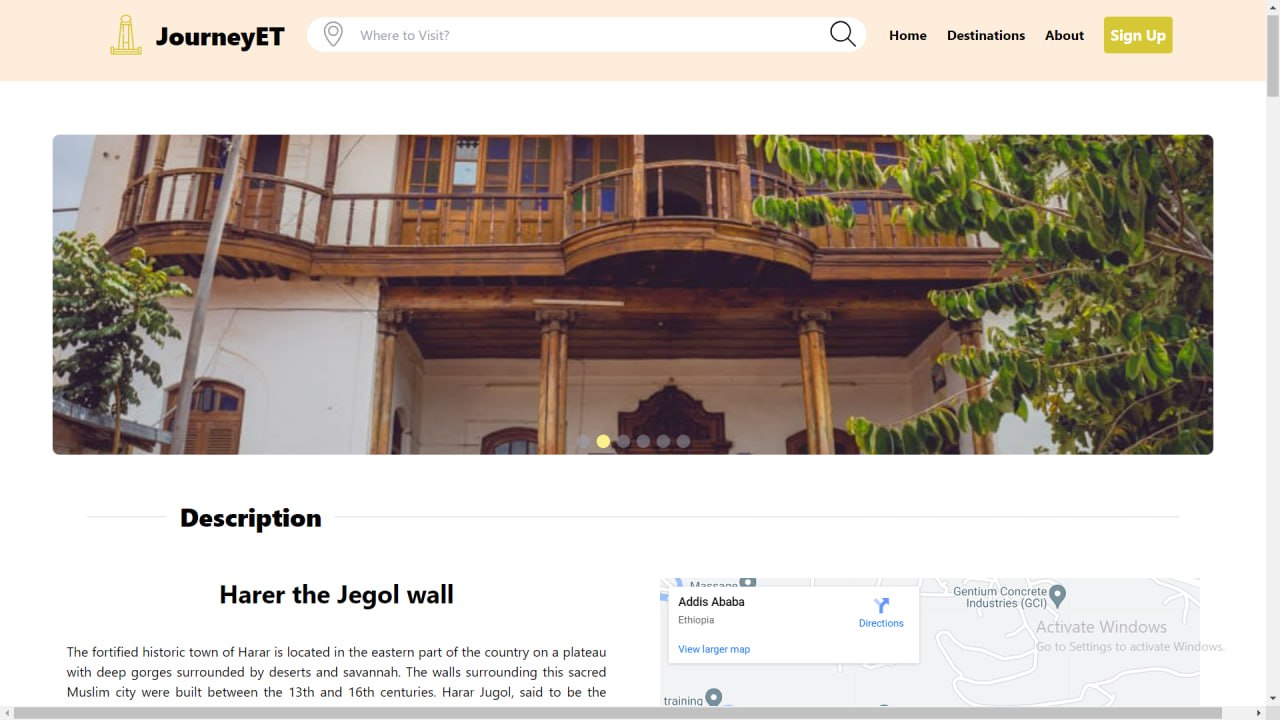 JourneyET
Where to Visit?
Home
Destinations
About
Sign Up
Description
Harer the Jegol wall
The fortified historic town of Harar is located in the eastern part of the country on a plateau
with deep gorges surrounded by deserts and savannah. The walls surrounding this sacred
Muslim city were built between the 13th and 16th centuries. Harar Jugol, said to be the
Massage
Addis Ababa
Ethiopia
Directions
View larger map
Gentium Concrete
Industries (GCI)
training
Activate Windows
Go to Settings to activate Windows.